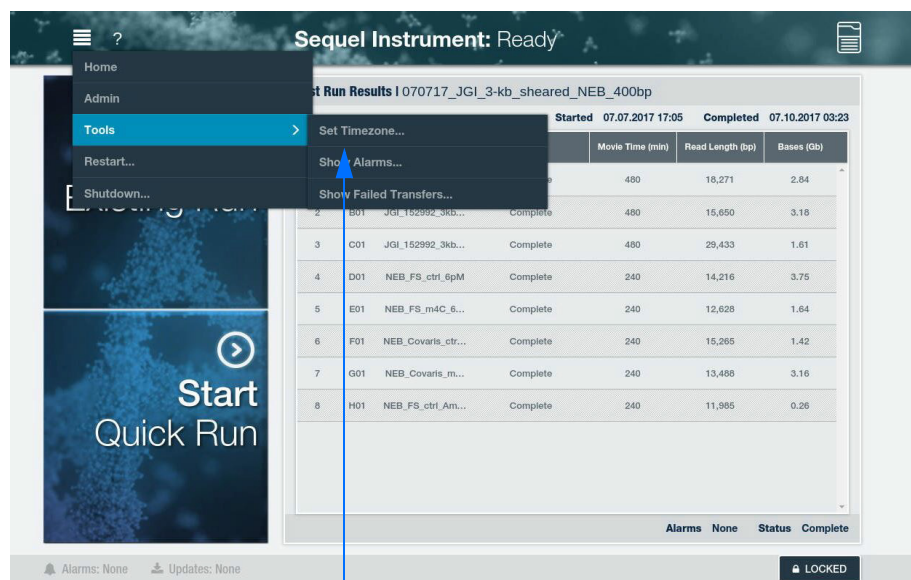 ? Sequel Instrument: Ready
Home
Admin
Tools
Restart...
Shutdown...
Set Timezone...
Show Alarms...
Show Failed Transfers...
Run Results | 070717_JGI_3-kb_sheared_NEB_400bp
Started 07.07.2017 17:05 Completed 07.10.2017 03:23
Movie Time (min) Read Length (bp) Bases (Gb)
480 18,271 2.84
2 B01 JGI_152992_3kb... Complete 480 15,650 3.18
3 C01 JGI_152992_3kb... Complete 480 29,433 1.61
4 D01 NEB_FS_ctrl_6pM Complete 240 14,216 3.75
5 E01 NEB_FS_m4C_6... Complete 240 12,628 1.64
6 F01 NEB_Covaris_ctr... Complete 240 15,265 1.42
7 G01 NEB_Covaris_m... Complete 240 13,488 3.16
8 H01 NEB_FS_ctrl_Am... Complete 240 11,985 0.26
Existing Run
Start
Quick Run
Alarms None Status Complete
Alarms: None Updates: None
LOCKED